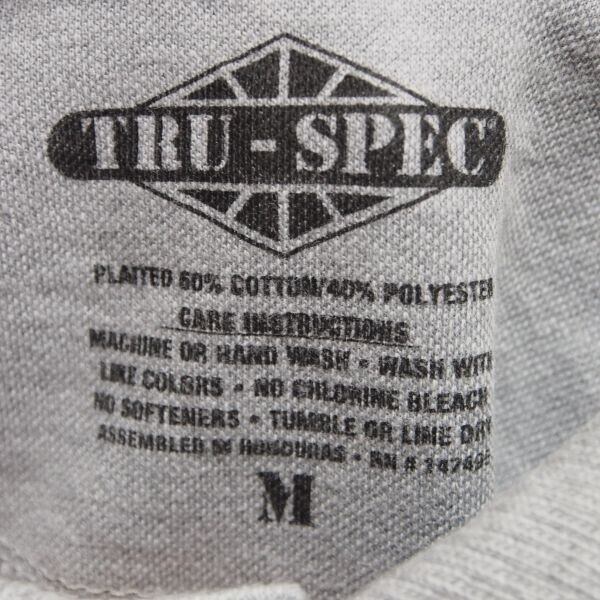 TRU-SPEC
PLAITED 60% COTTON/40% POLYESTER
CARE INSTRUCTIONS
MACHINE OR HAND WASH • WASH WITH
LIKE COLORS • NO CHLORINE BLEACH
NO SOFTENERS • TUMBLE OR LINE DRY
ASSEMBLED IN HONDURAS • RN #
M